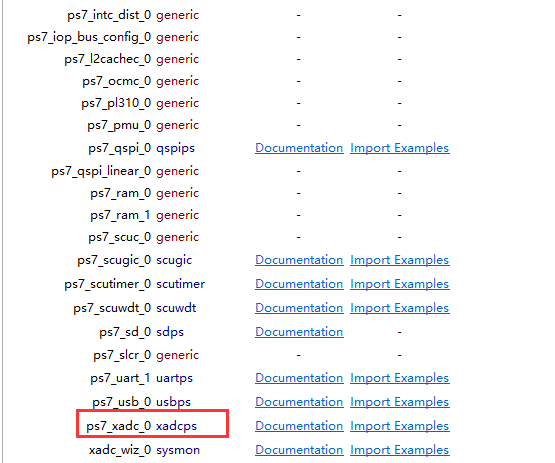 ps7_intc_dist_0 generic - -
ps7_iop_bus_config_0 generic - -
ps7_l2cachec_0 generic - -
ps7_ocmc_0 generic - -
ps7_pl310_0 generic - -
ps7_pmu_0 generic - -
ps7_qspi_0 qspips Documentation Import Examples
ps7_qspi_linear_0 generic - -
ps7_ram_0 generic - -
ps7_ram_1 generic - -
ps7_scuc_0 generic - -
ps7_scugic_0 scugic Documentation Import Examples
ps7_scutimer_0 scutimer Documentation Import Examples
ps7_scuwdt_0 scuwdt Documentation Import Examples
ps7_sd_0 sdps Documentation -
ps7_slcr_0 generic - -
ps7_uart_1 uartps Documentation Import Examples
ps7_usb_0 usbps Documentation Import Examples
ps7_xadc_0 xadcps Documentation Import Examples
xadc_wiz_0 sysmon Documentation Import Examples